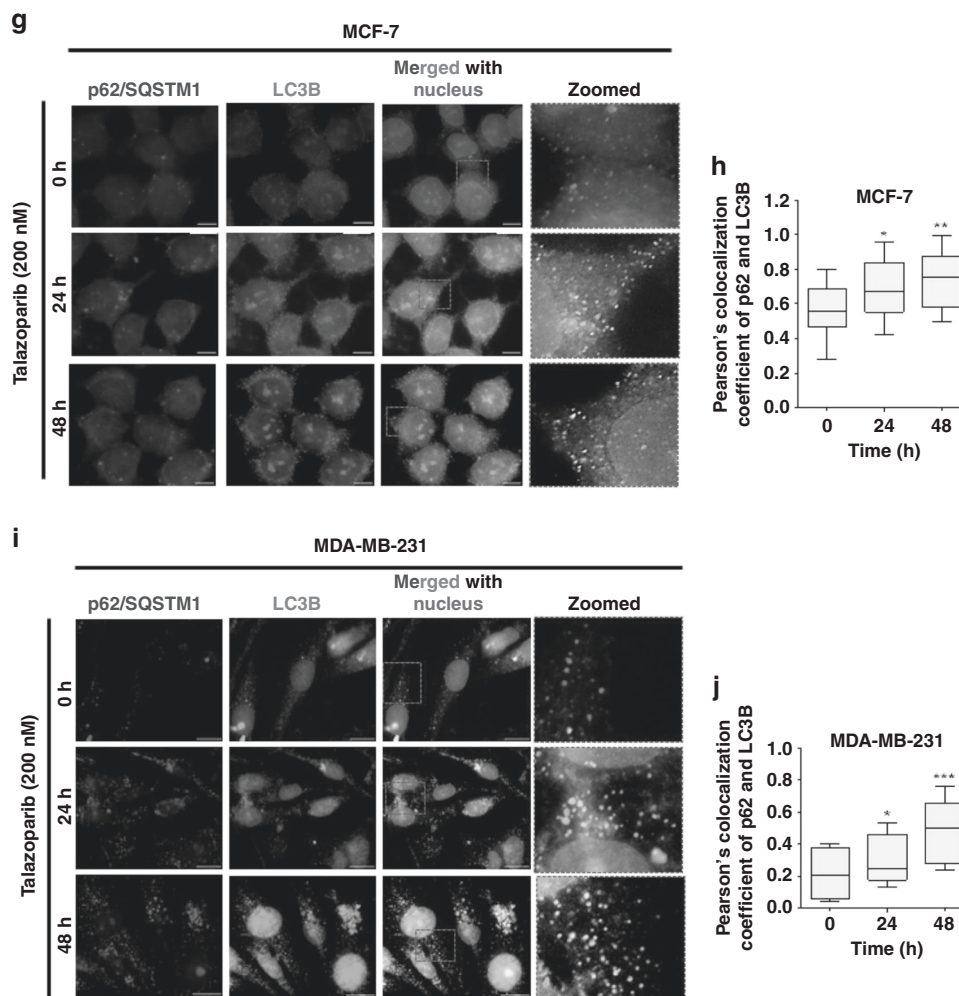 g
MCF-7
p62/SQSTM1
LC3B
Merged with
nucleus
Zoomed
Talazoparib (200 nM)
0 h
24 h
48 h
h
MCF-7
Pearson's colocalization
coefficient of p62 and LC3B
1.2
1.0
0.8
0.6
0.4
0.2
0.0
*
**
0
24
48
Time (h)
i
MDA-MB-231
p62/SQSTM1
LC3B
Merged with
nucleus
Zoomed
Talazoparib (200 nM)
0 h
24 h
48 h
j
MDA-MB-231
Pearson's colocalization
coefficient of p62 and LC3B
1.0
0.8
0.6
0.4
0.2
0.0
*
***
0
24
48
Time (h)